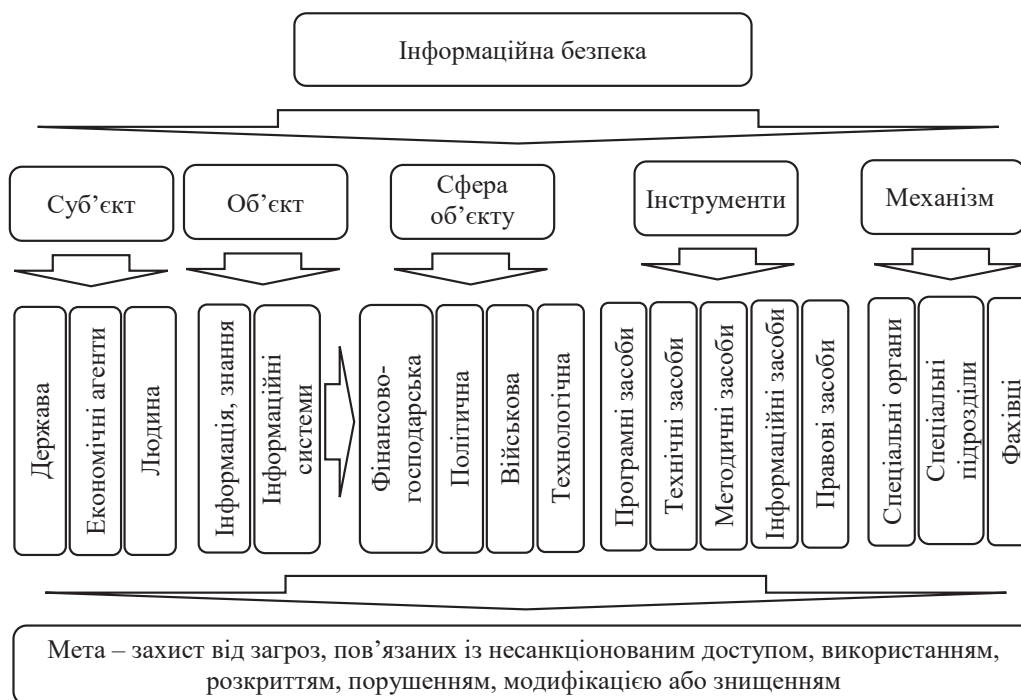 Інформаційна безпека
Суб’єкт
Об’єкт
Сфера
об’єкту
Інструменти
Механізм
Держава
Економічні агенти
Людина
Інформація, знання
Інформаційні
системи
Фінансово-
господарська
Політична
Військова
Технологічна
Програмні засоби
Технічні засоби
Методичні засоби
Інформаційні засоби
Правові засоби
Спеціальні органи
Спеціальні
підрозділи
Фахівці
Мета – захист від загроз, пов’язаних із несанкціонованим доступом, використанням,
розкриттям, порушенням, модифікацією або знищенням